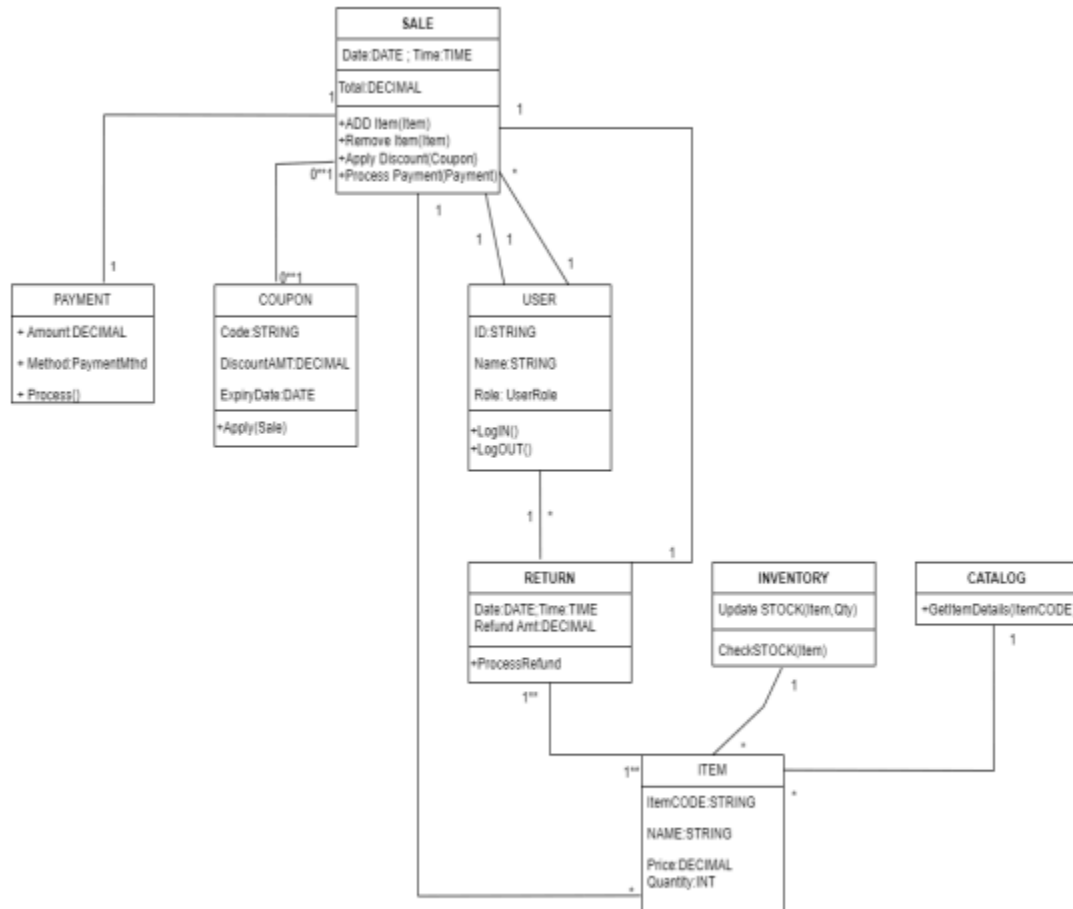 SALE
Date:DATE ; Time:TIME
Total:DECIMAL
1
1
+ADD Item(Item)
+Remove Item(Item)
+Apply Discount(Coupon)
+Process Payment(Payment)
0**1
*
1
1
1
1
1
0**1
PAYMENT
+ Amount:DECIMAL
+ Method:PaymentMthd
+ Process()
COUPON
Code:STRING
DiscountAMT:DECIMAL
ExpiryDate:DATE
+Apply(Sale)
USER
ID:STRING
Name:STRING
Role: UserRole
+LogIN()
+LogOUT()
1 *
1
RETURN
Date:DATE;Time:TIME
Refund Amt:DECIMAL
+ProcessRefund
INVENTORY
Update STOCK(Item,Qty)
CheckSTOCK(Item)
CATALOG
+GetItemDetails(ItemCODE)
1
1**
1
*
1**
*
ITEM
ItemCODE:STRING
NAME:STRING
Price:DECIMAL
Quantity:INT
*